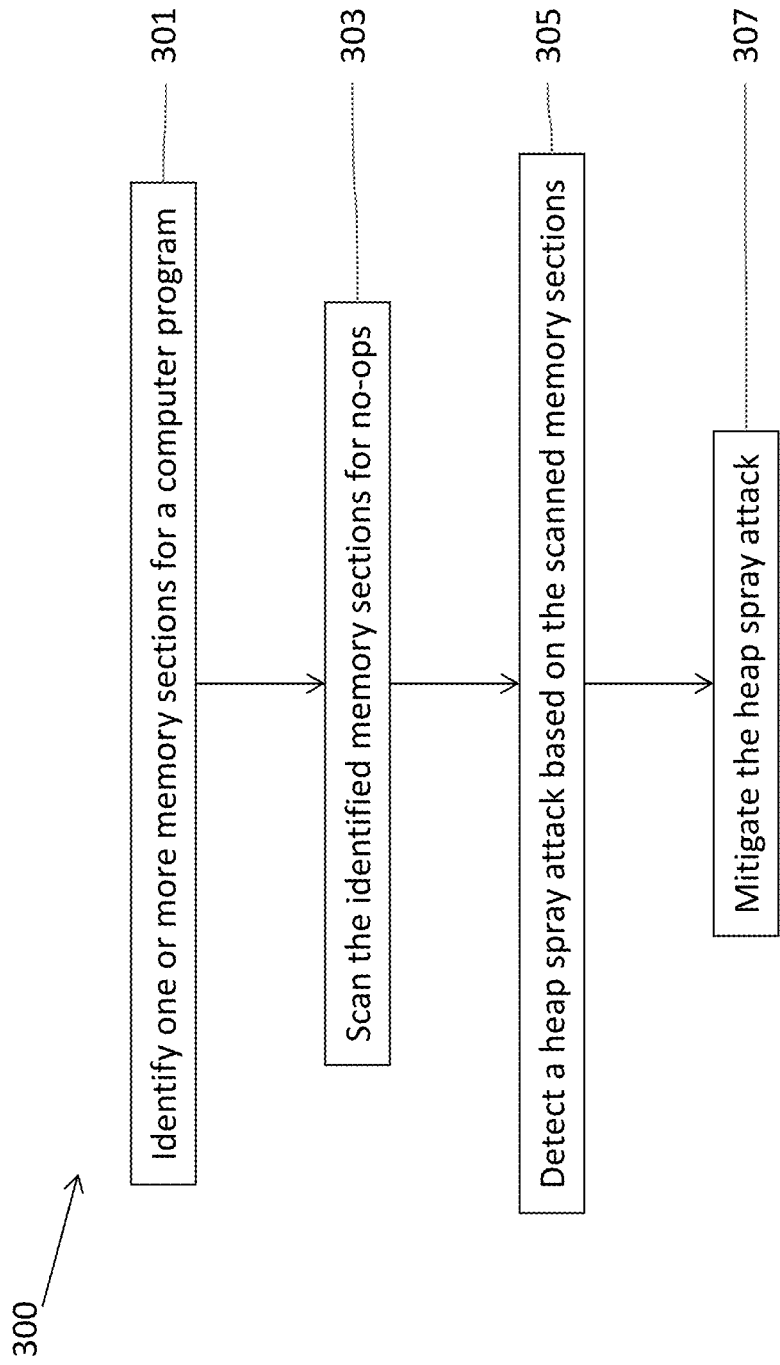 300
Identify one or more memory sections for a computer program
301
Scan the identified memory sections for no-ops
303
Detect a heap spray attack based on the scanned memory sections
305
Mitigate the heap spray attack
307